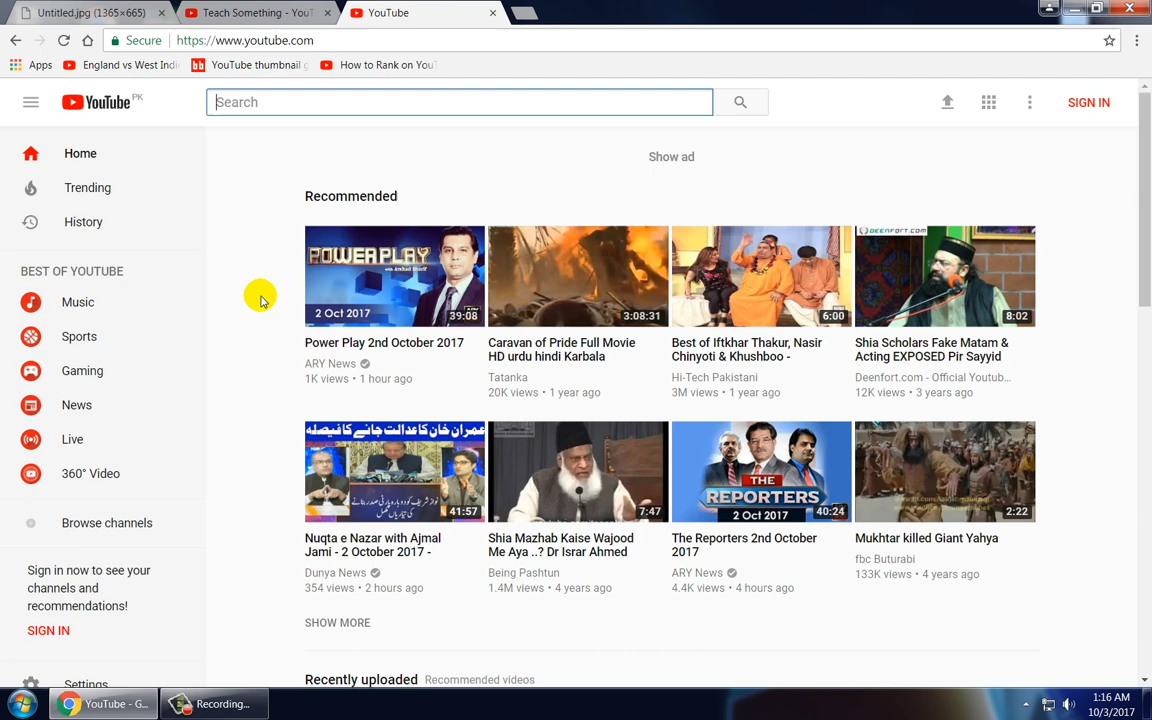 Untitled.jpg (1365×665)
Teach Something - YouT
YouTube
Secure
https://www.youtube.com
Apps
England vs West Indi
YouTube thumbnail g
How to Rank on YouT
YouTube PK
Search
SIGN IN
Home
Trending
History
BEST OF YOUTUBE
Music
Sports
Gaming
News
Live
360° Video
Browse channels
Sign in now to see your
channels and
recommendations!
SIGN IN
Settings
Show ad
Recommended
POWERPLAY
with Arshad Sharif
2 Oct 2017
39:08
3:08:31
6:00
DEENFORT.COM
8:02
Power Play 2nd October 2017
ARY News
1K views • 1 hour ago
Caravan of Pride Full Movie
HD urdu hindi Karbala
Tatanka
20K views • 1 year ago
Best of Iftkhar Thakur, Nasir
Chinyoti & Khushboo -
Hi-Tech Pakistani
3M views • 1 year ago
Shia Scholars Fake Matam &
Acting EXPOSED Pir Sayyid
Deenfort.com - Official Youtub...
12K views • 3 years ago
عمران خان کا عدالت جانے کا فیصلہ
41:57
7:47
THE
REPORTERS
2 Oct 2017
40:24
2:22
Nuqta e Nazar with Ajmal
Jami - 2 October 2017 -
Dunya News
354 views • 2 hours ago
Shia Mazhab Kaise Wajood
Me Aya ..? Dr Israr Ahmed
Being Pashtun
1.4M views • 4 years ago
The Reporters 2nd October
2017
ARY News
4.4K views • 4 hours ago
Mukhtar killed Giant Yahya
fbc Buturabi
133K views • 4 years ago
SHOW MORE
Recently uploaded
Recommended videos
YouTube - G...
Recording...
1:16 AM
10/3/2017